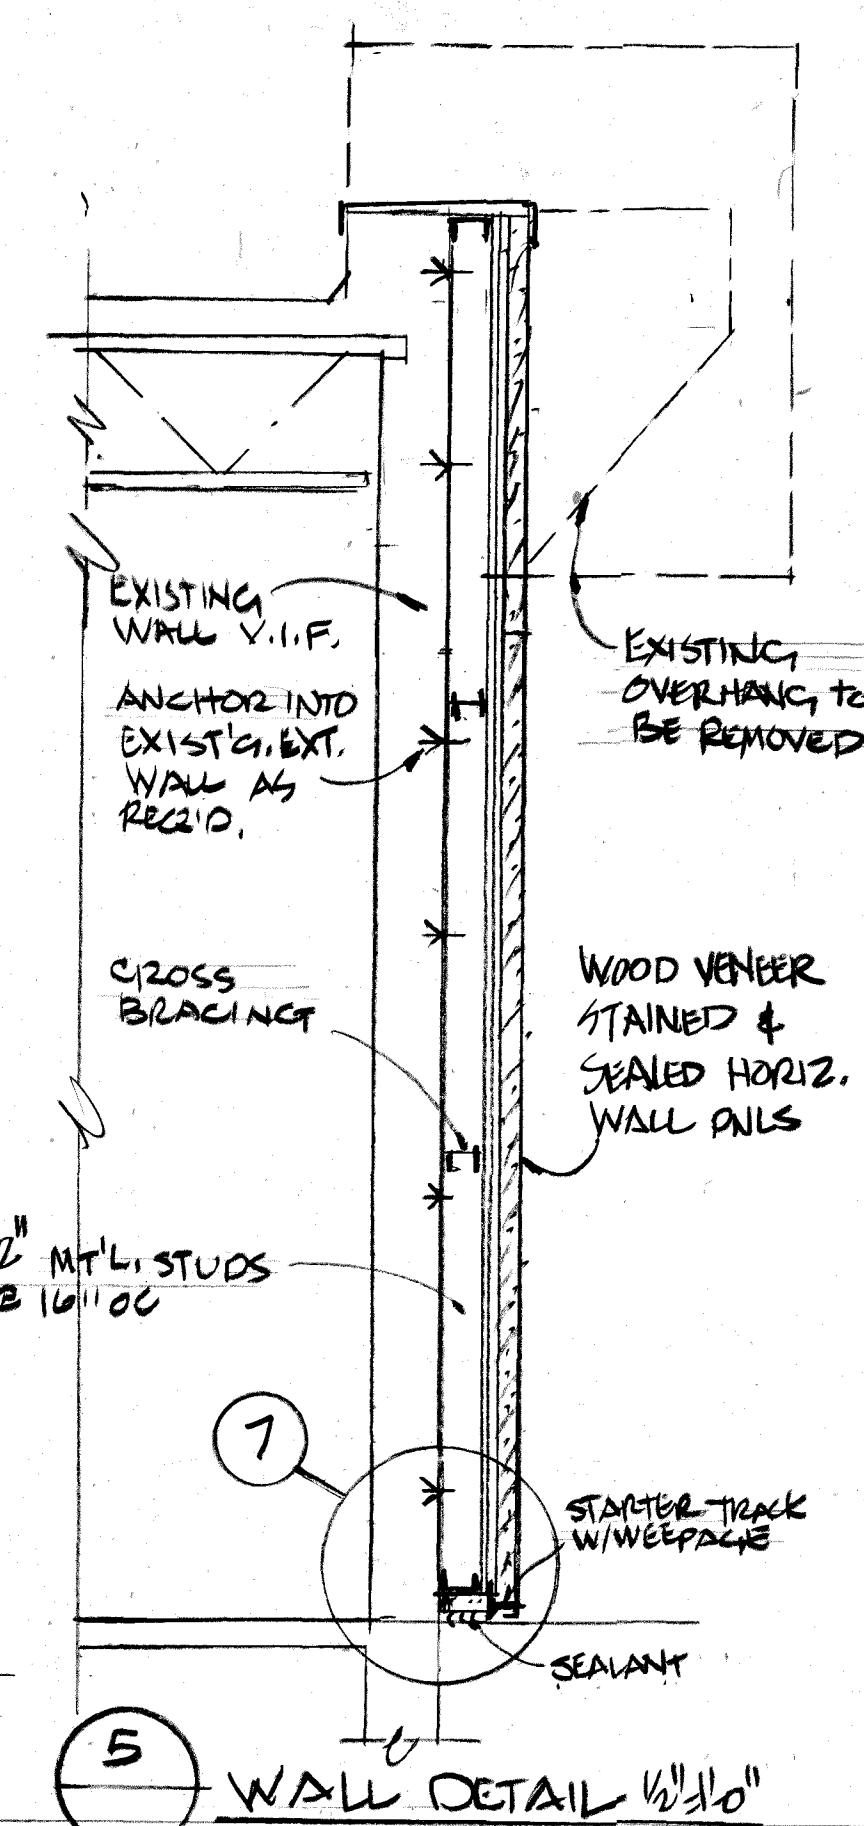 EXISTING
WALL V.I.F.
ANCHOR INTO
EXIST'G. EXT.
WALL AS
REQ'D.
EXISTING
OVERHANG TO
BE REMOVED
CROSS
BRACING
WOOD VENEER
STAINED &
SEALED HORIZ.
WALL PNLS
2" MT'L. STUDS
16" OC
7
STARTER TRACK
W/WEEPAGE
SEALANT
5
WALL DETAIL 1/2"=1'-0"